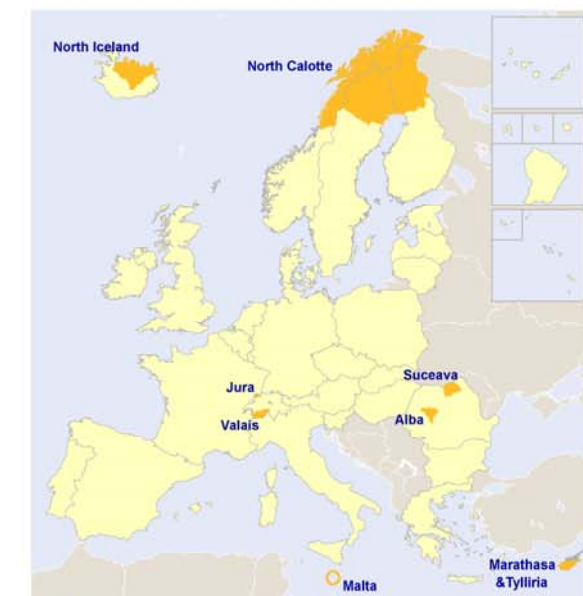 North Iceland
North Calotte
Suceava
Jura
Alba
Valais
Marathasa
&Tylliria
Malta